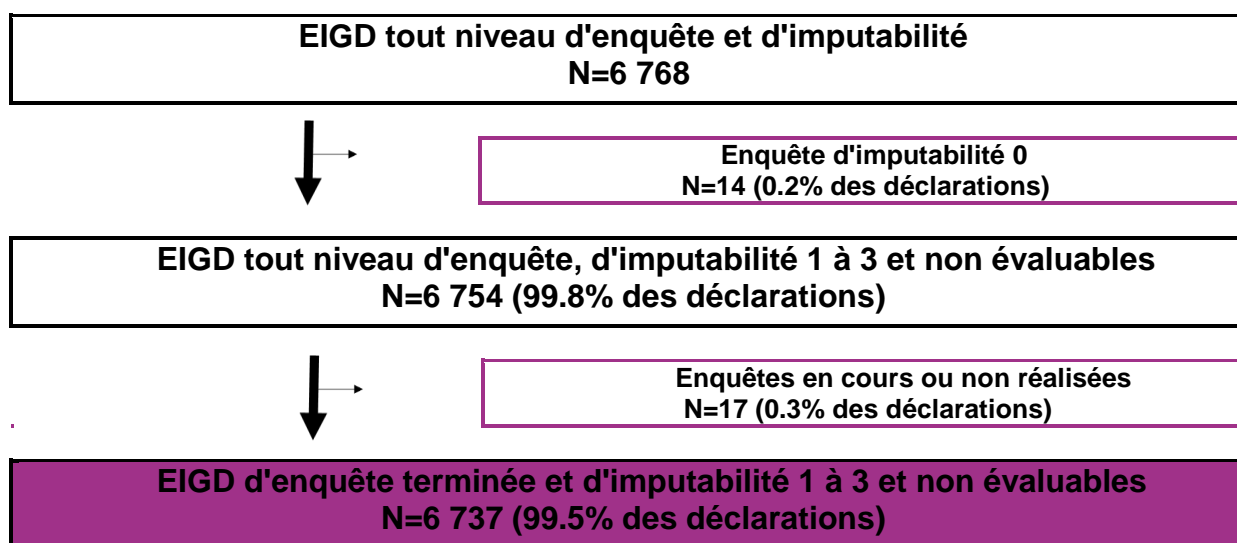 EIGD tout niveau d'enquête et d'imputabilité
N=6 768
Enquête d'imputabilité 0
N=14 (0.2% des déclarations)
EIGD tout niveau d'enquête, d'imputabilité 1 à 3 et non évaluables
N=6 754 (99.8% des déclarations)
Enquêtes en cours ou non réalisées
N=17 (0.3% des déclarations)
EIGD d'enquête terminée et d'imputabilité 1 à 3 et non évaluables
N=6 737 (99.5% des déclarations)